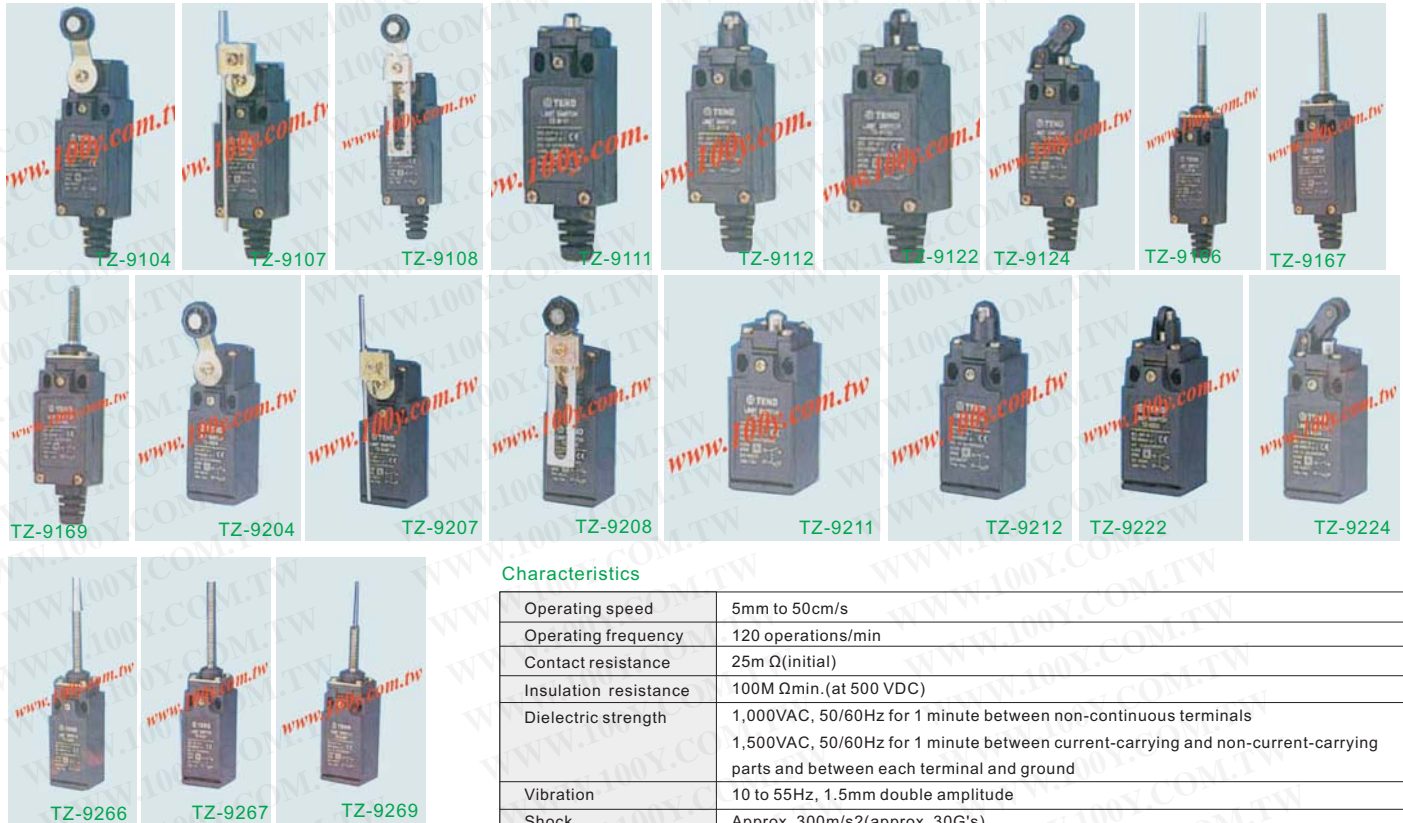 TZ-9104
TZ-9107
TZ-9108
TZ-9111
TZ-9112
TZ-9122
TZ-9124
TZ-9166
TZ-9167
TZ-9169
TZ-9204
TZ-9207
TZ-9208
TZ-9211
TZ-9212
TZ-9222
TZ-9224
TZ-9266
TZ-9267
TZ-9269
www.100y.com.tw
WWW.100Y.COM.TW
Characteristics
Operating speed 5mm to 50cm/s
Operating frequency 120 operations/min
Contact resistance 25m Ω(initial)
Insulation resistance 100M Ωmin.(at 500 VDC)
Dielectric strength 1,000VAC, 50/60Hz for 1 minute between non-continuous terminals
1,500VAC, 50/60Hz for 1 minute between current-carrying and non-current-carrying
parts and between each terminal and ground
Vibration 10 to 55Hz, 1.5mm double amplitude
Shock Approx. 300m/s2(approx. 30G's)